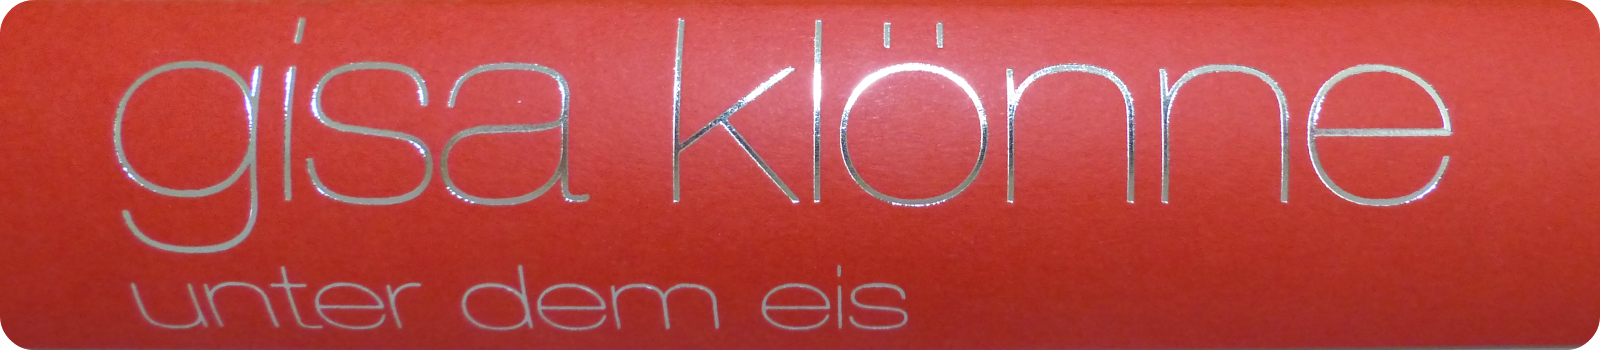 gisa klönne
unter dem eis